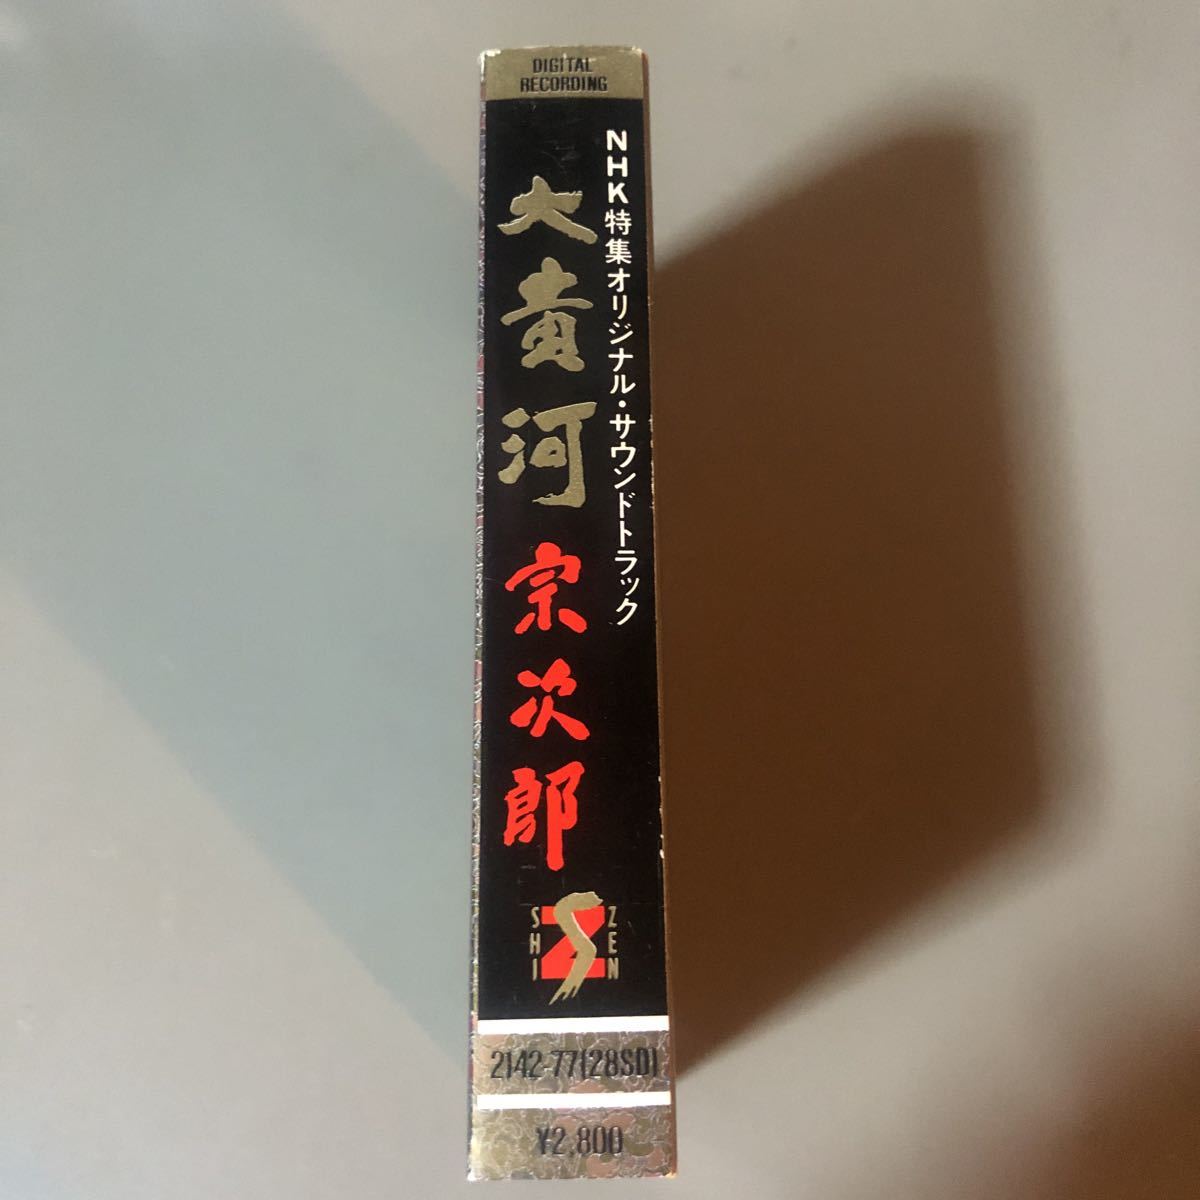 DIGITAL
RECORDING
NHK特集オリジナル・サウンドトラック
大黄河
宗次郎
SHI
ZEN
SZ
2142-77(28SD)
¥2,800